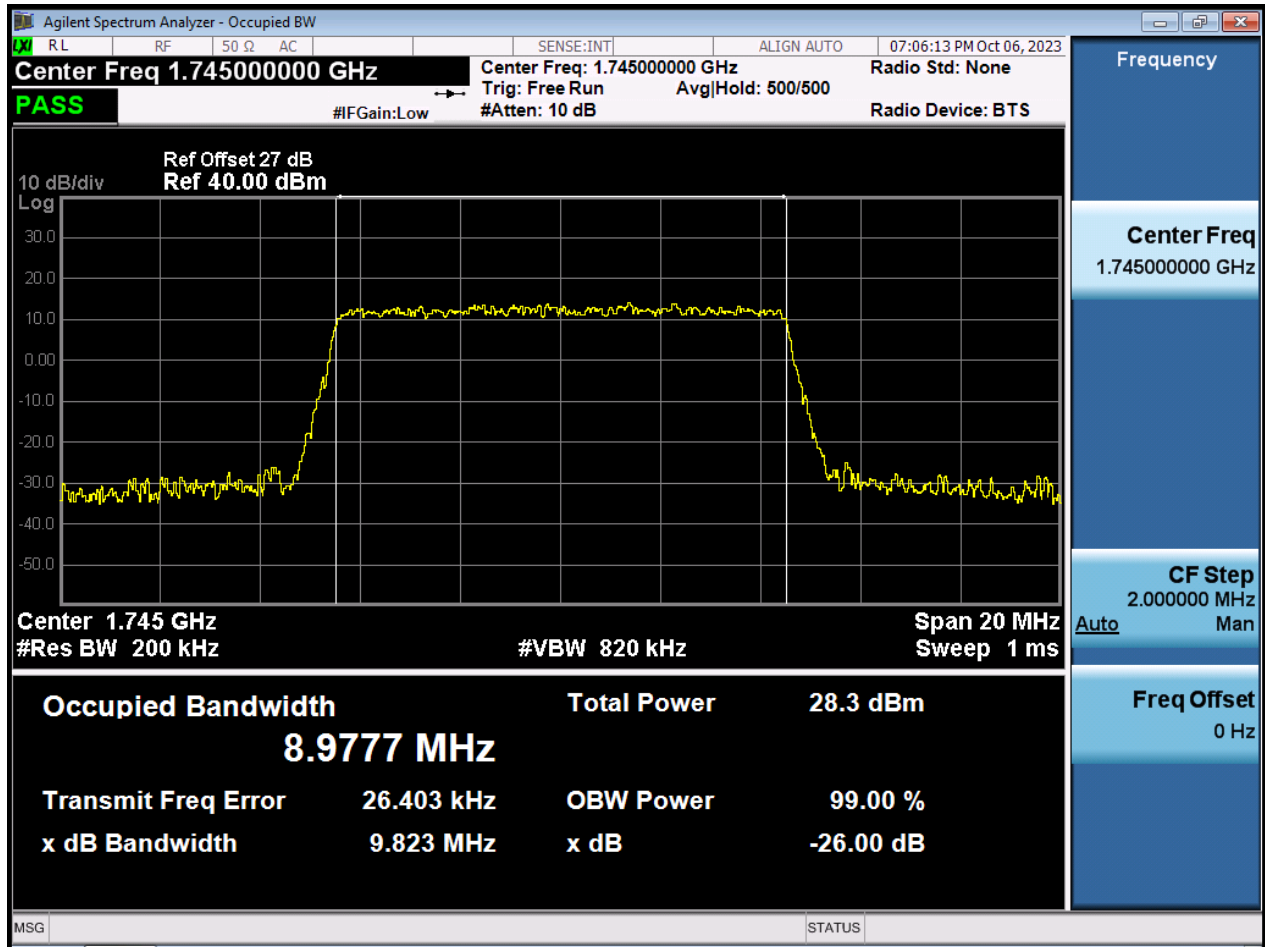 Agilent Spectrum Analyzer - Occupied BW
LXI RL RF 50 Ω AC SENSE:INT ALIGN AUTO 07:06:13 PM Oct 06, 2023
Center Freq 1.745000000 GHz
PASS
#IFGain:Low
Center Freq: 1.745000000 GHz
Trig: Free Run Avg|Hold: 500/500
#Atten: 10 dB
Radio Std: None
Radio Device: BTS
Ref Offset 27 dB
10 dB/div Ref 40.00 dBm
Log
30.0
20.0
10.0
0.00
-10.0
-20.0
-30.0
-40.0
-50.0
Center 1.745 GHz Span 20 MHz
#Res BW 200 kHz #VBW 820 kHz Sweep 1 ms
Occupied Bandwidth Total Power 28.3 dBm
8.9777 MHz
Transmit Freq Error 26.403 kHz OBW Power 99.00 %
x dB Bandwidth 9.823 MHz x dB -26.00 dB
MSG STATUS
Frequency
Center Freq
1.745000000 GHz
CF Step
2.000000 MHz
Auto Man
Freq Offset
0 Hz